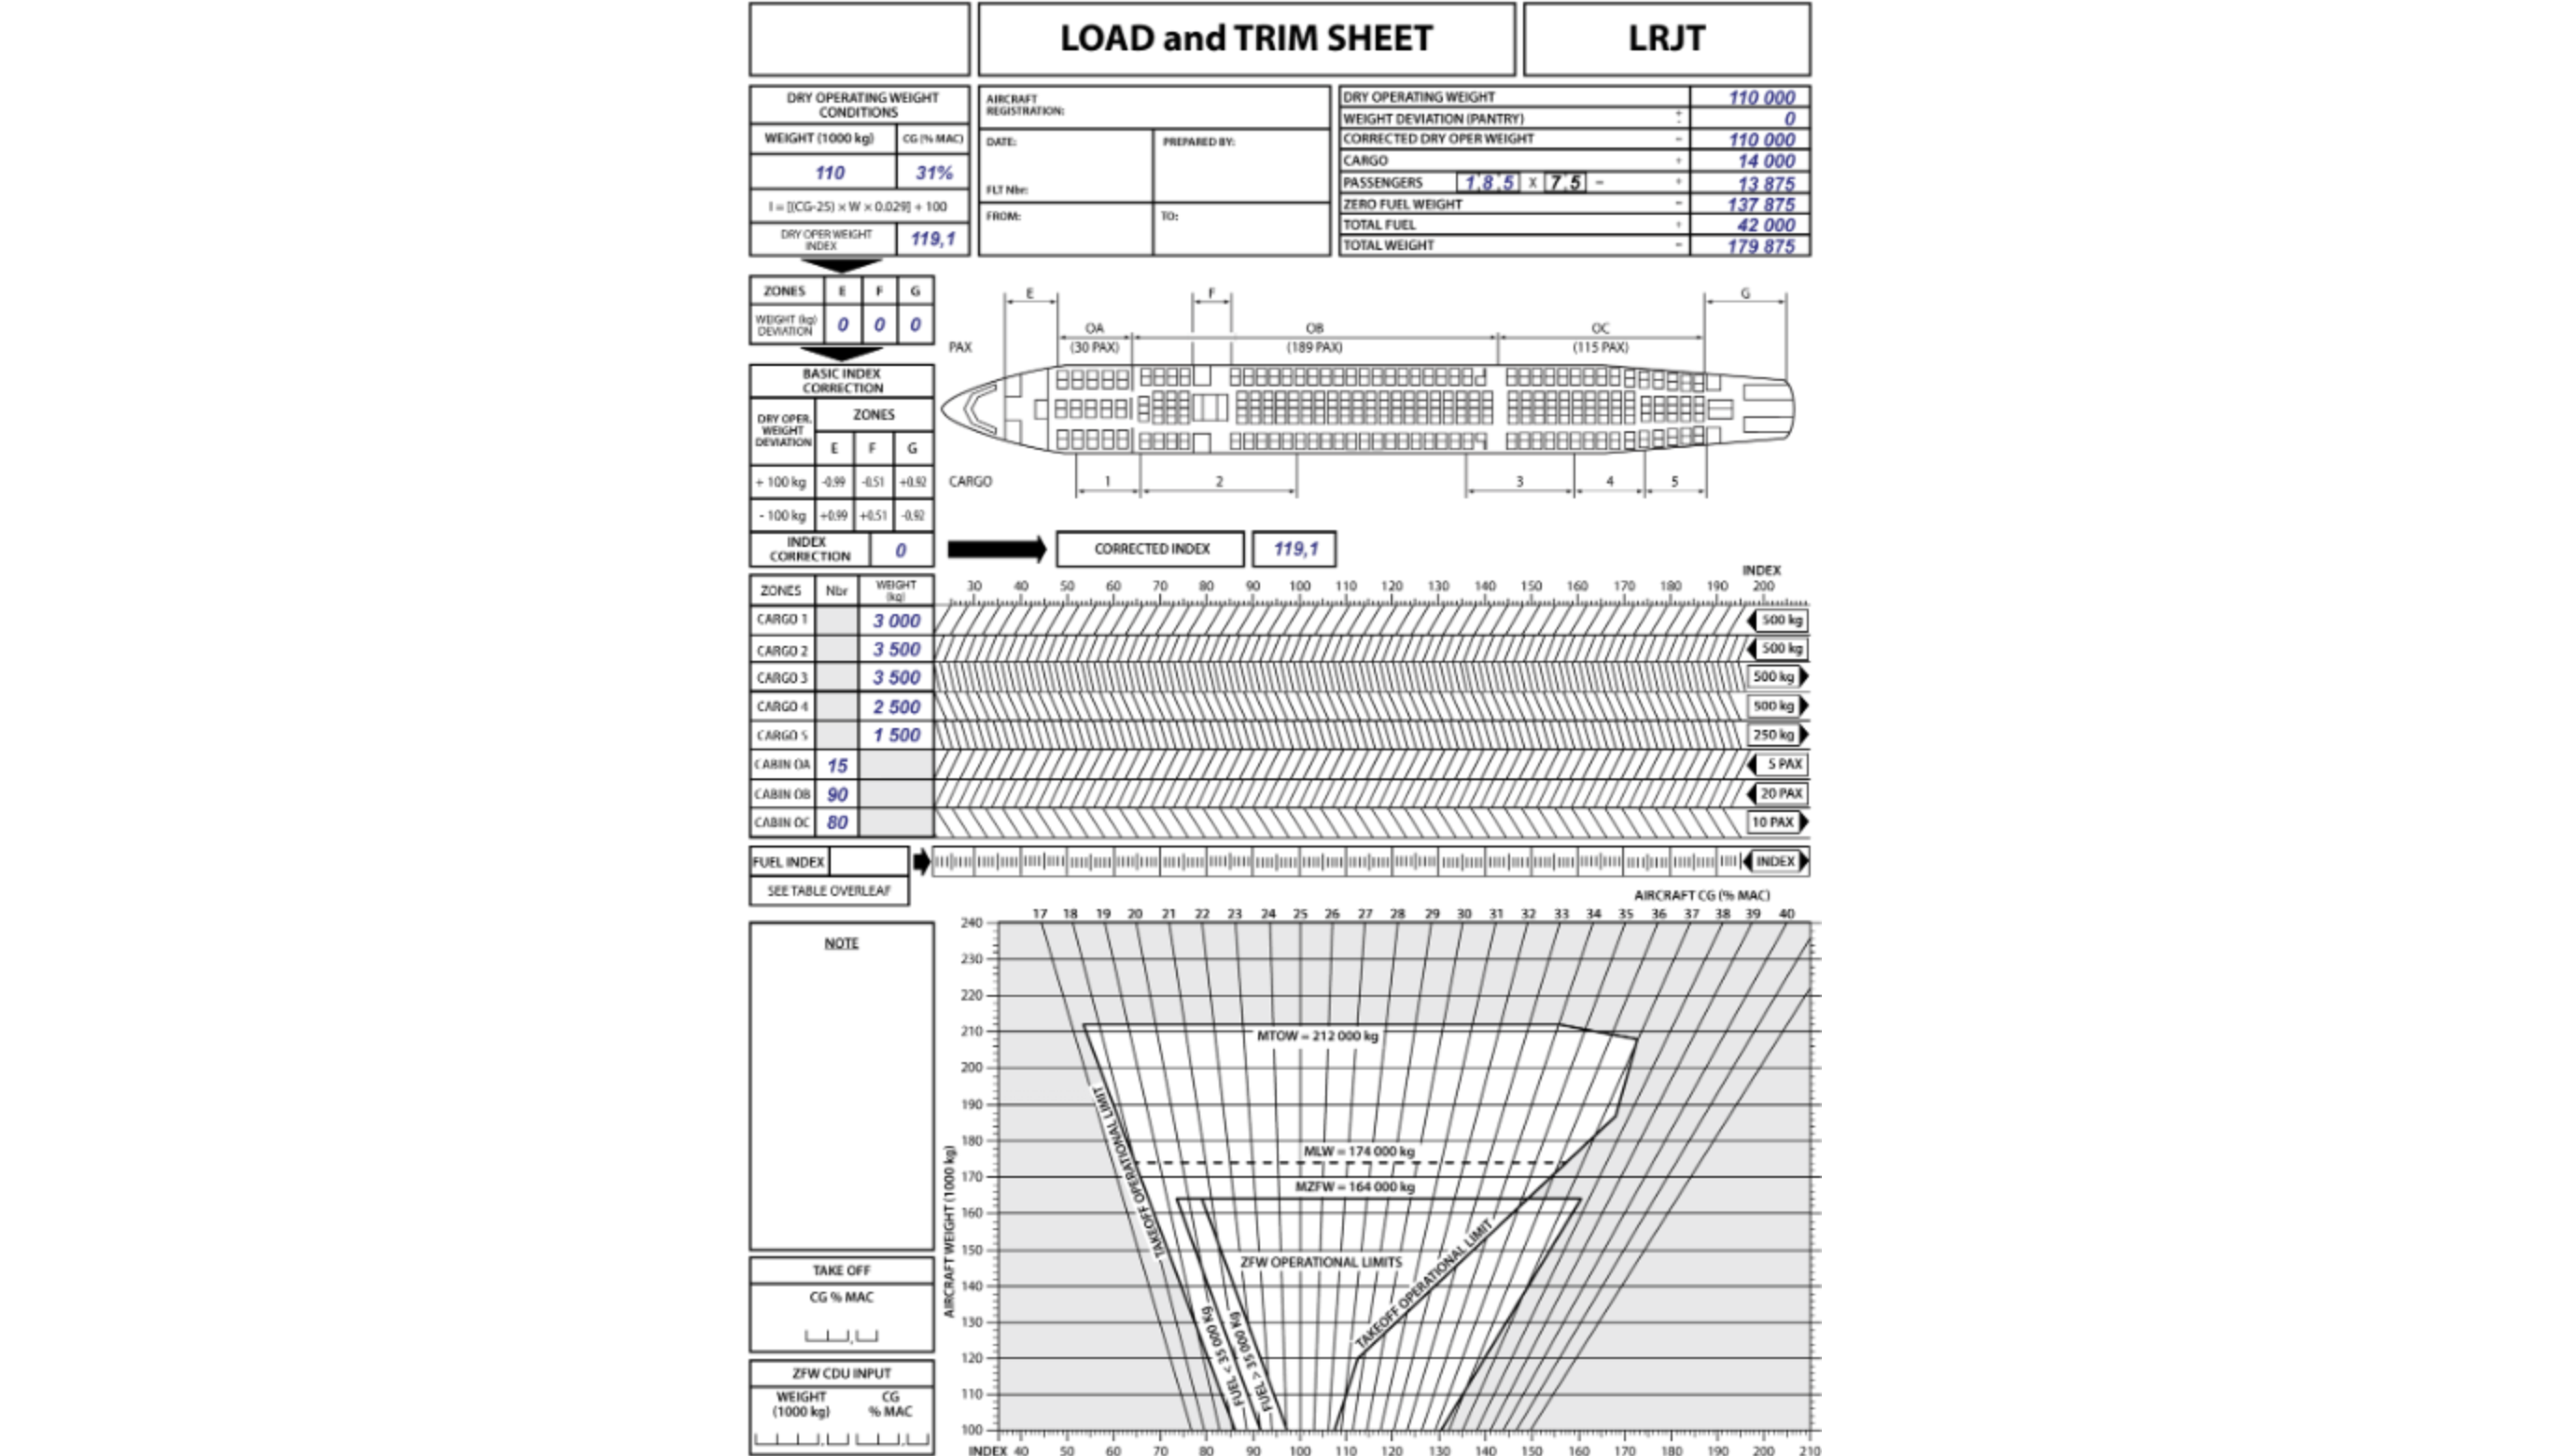 LOAD and TRIM SHEET
LRJT
DRY OPERATING WEIGHT
CONDITIONS
WEIGHT (1000 kg) CG (% MAC)
110 31%
I = [(CG-25) × W × 0.029] + 100
DRY OPER WEIGHT
INDEX
119,1
AIRCRAFT
REGISTRATION:
DATE:
PREPARED BY:
FLT Nbr:
FROM:
TO:
DRY OPERATING WEIGHT 110 000
WEIGHT DEVIATION (PANTRY) 0
CORRECTED DRY OPER WEIGHT 110 000
CARGO + 14 000
PASSENGERS 1 8 5 X 7 5 = + 13 875
ZERO FUEL WEIGHT = 137 875
TOTAL FUEL + 42 000
TOTAL WEIGHT = 179 875
ZONES E F G
WEIGHT (kg)
DEVIATION
0 0 0
E F G
OA OB OC
PAX (30 PAX) (189 PAX) (115 PAX)
BASIC INDEX
CORRECTION
DRY OPER.
WEIGHT
DEVIATION
ZONES
E F G
+ 100 kg -0.99 -0.51 +0.92
- 100 kg +0.99 +0.51 -0.92
CARGO 1 2 3 4 5
INDEX
CORRECTION
0
CORRECTED INDEX 119,1
ZONES Nbr WEIGHT
(kg)
INDEX
30 40 50 60 70 80 90 100 110 120 130 140 150 160 170 180 190 200
CARGO 1 3 000 500 kg
CARGO 2 3 500 500 kg
CARGO 3 3 500 500 kg
CARGO 4 2 500 500 kg
CARGO 5 1 500 250 kg
CABIN OA 15 5 PAX
CABIN OB 90 20 PAX
CABIN OC 80 10 PAX
FUEL INDEX INDEX
SEE TABLE OVERLEAF
AIRCRAFT CG (% MAC)
17 18 19 20 21 22 23 24 25 26 27 28 29 30 31 32 33 34 35 36 37 38 39 40
NOTE
240
230
220
210
200
190
180
170
160
150
140
130
120
110
100
AIRCRAFT WEIGHT (1000 kg)
MTOW = 212 000 kg
TAKEOFF OPERATIONAL LIMIT
MLW = 174 000 kg
MZFW = 164 000 kg
ZFW OPERATIONAL LIMITS
TAKEOFF OPERATIONAL LIMIT
FUEL < 35 000 kg
FUEL > 35 000 kg
TAKE OFF
CG % MAC
ZFW CDU INPUT
WEIGHT
(1000 kg)
CG
% MAC
INDEX 40 50 60 70 80 90 100 110 120 130 140 150 160 170 180 190 200 210